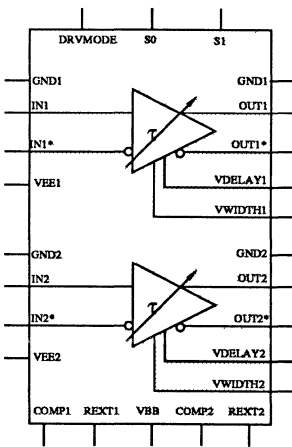 DRVMODE S0 S1
GND1 GND1
IN1 OUT1
τ
IN1* OUT1*
VEE1 VDELAY1
VWIDTH1
GND2 GND2
IN2 OUT2
τ
IN2* OUT2*
VEE2 VDELAY2
VWIDTH2
COMP1 REXT1 VBB COMP2 REXT2